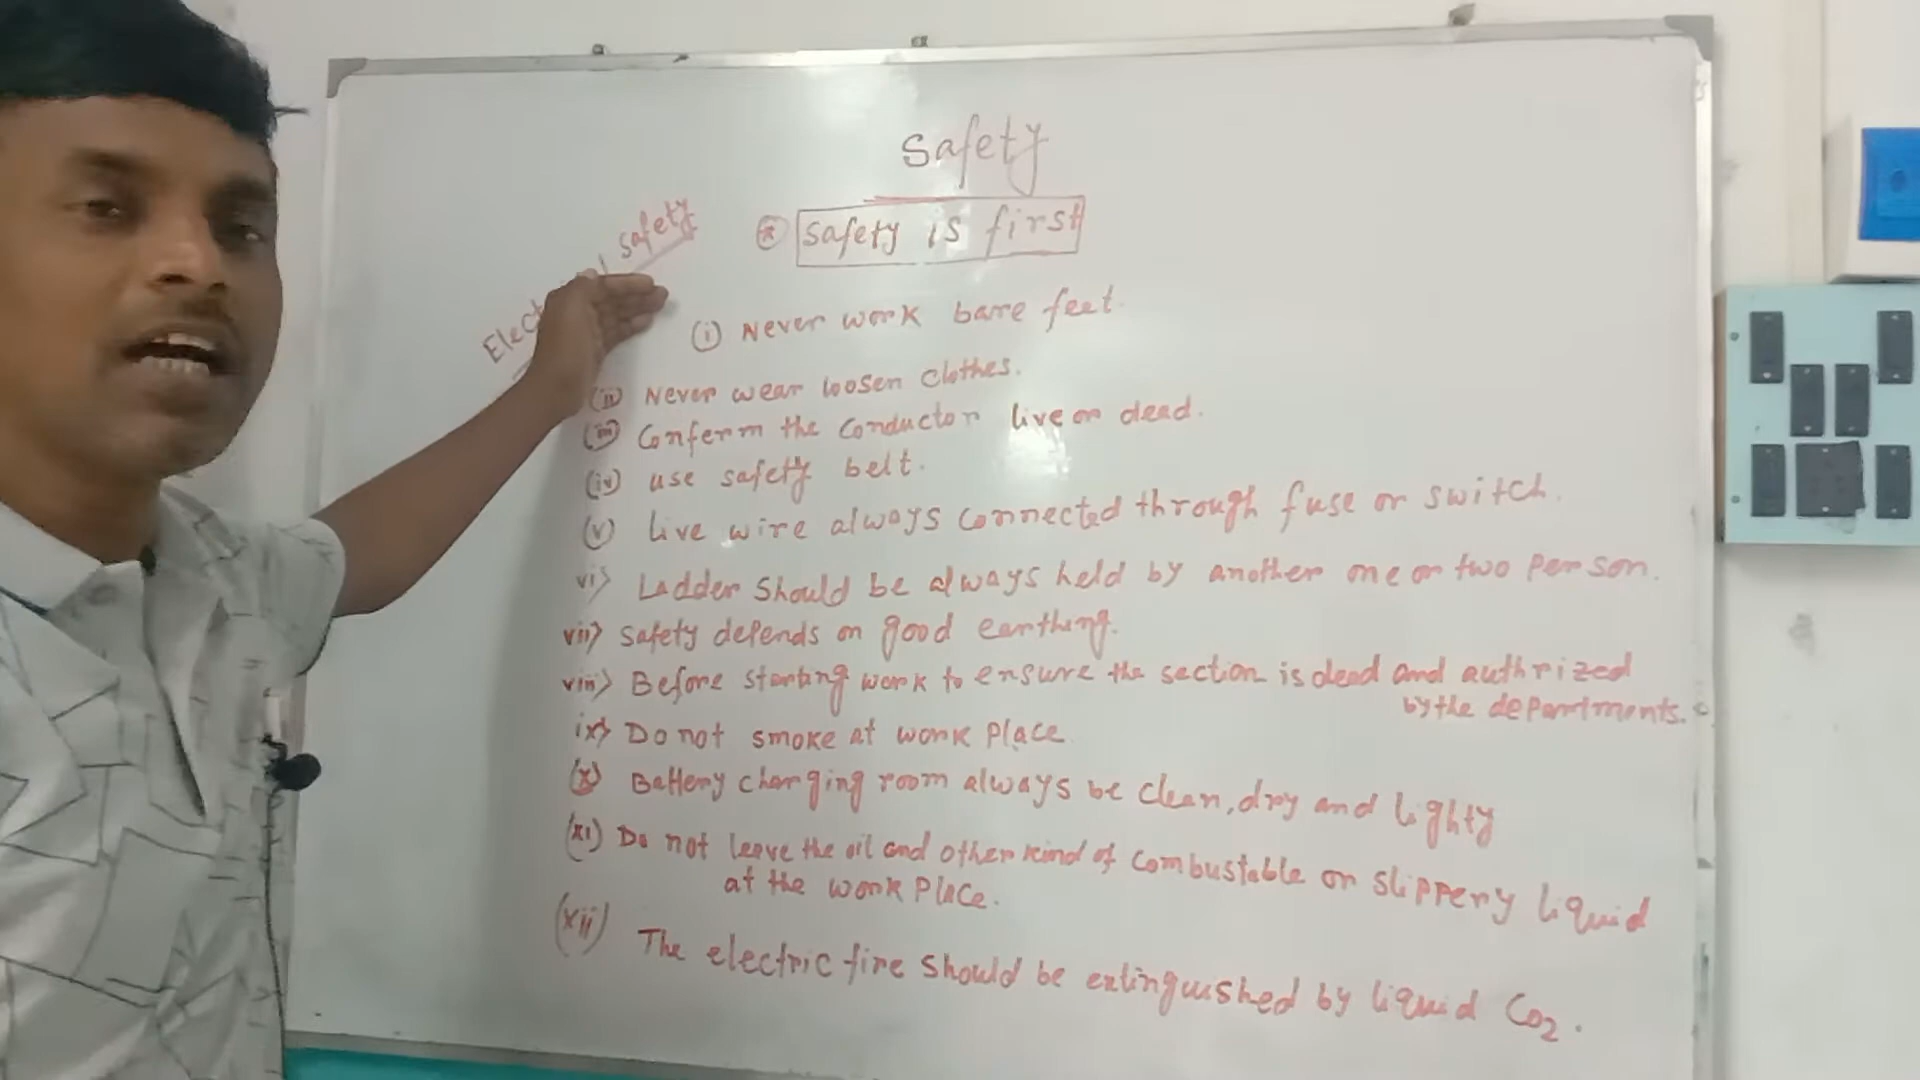 Safety
Safety is first
Elect safety
(i) Never work bare feet.
(ii) Never wear loosen clothes.
(iii) Conferm the conductor live or dead.
(iv) use safety belt.
(v) Live wire always connected through fuse or switch.
vi) Ladder should be always held by another one or two person.
vii) Safety depends on good earthing.
viii) Before starting work to ensure the section is dead and authrized
by the departments.
ix) Do not smoke at work place.
(x) Battery charging room always be clean, dry and lighty
(xi) Do not leave the oil and other kind of combustable or slippery liquid
at the work place.
(xii) The electric fire should be extinguished by liquid CO2.